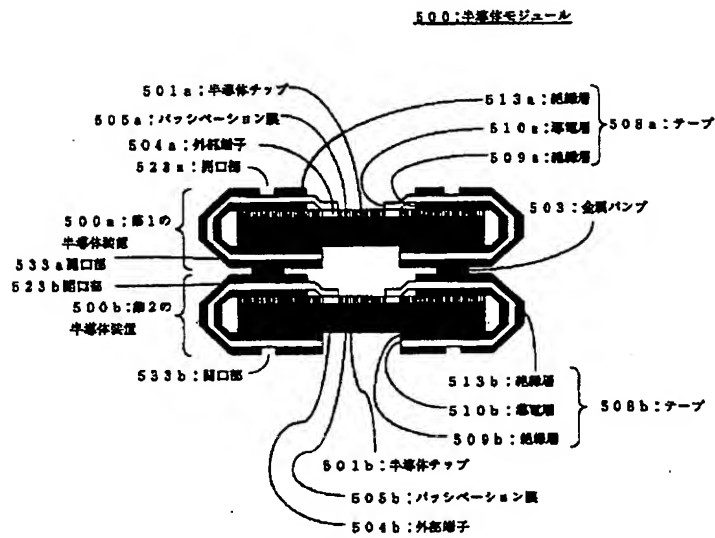 500:半導体モジュール
501a:半導体チップ
505a:パッシベーション膜
504a:外部端子
523a:開口部
513a:絶縁層
510a:導電層
509a:絶縁層
508a:テープ
500a:第1の
半導体装置
503:金属バンプ
533a開口部
523b開口部
500b:第2の
半導体装置
533b:開口部
513b:絶縁層
510b:導電層
509b:絶縁層
508b:テープ
501b:半導体チップ
505b:パッシベーション膜
504b:外部端子